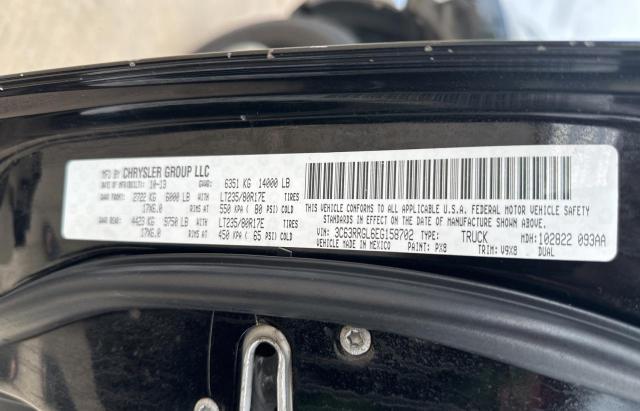 MFD BY CHRYSLER GROUP LLC
DATE OF MFR(BUILT): 10-13 GVWR: 6351 KG 14000 LB
GAWR FRONT: 2722 KG 6000 LB WITH LT235/80R17E
17X6.0 RIMS AT 550 KPA ( 80 PSI) COLD
GAWR REAR: 4423 KG 9750 LB WITH LT235/80R17E
17X6.0 RIMS AT 450 KPA ( 65 PSI) COLD
THIS VEHICLE CONFORMS TO ALL APPLICABLE U.S.A. FEDERAL MOTOR VEHICLE SAFETY
STANDARDS IN EFFECT ON THE DATE OF MANUFACTURE SHOWN ABOVE.
VIN: 3C63RRGL6EG158702 TYPE: TRUCK MDH: 102822 093AA
MADE IN MEXICO PAINT: PX8 TRIM: V9X8 DUAL